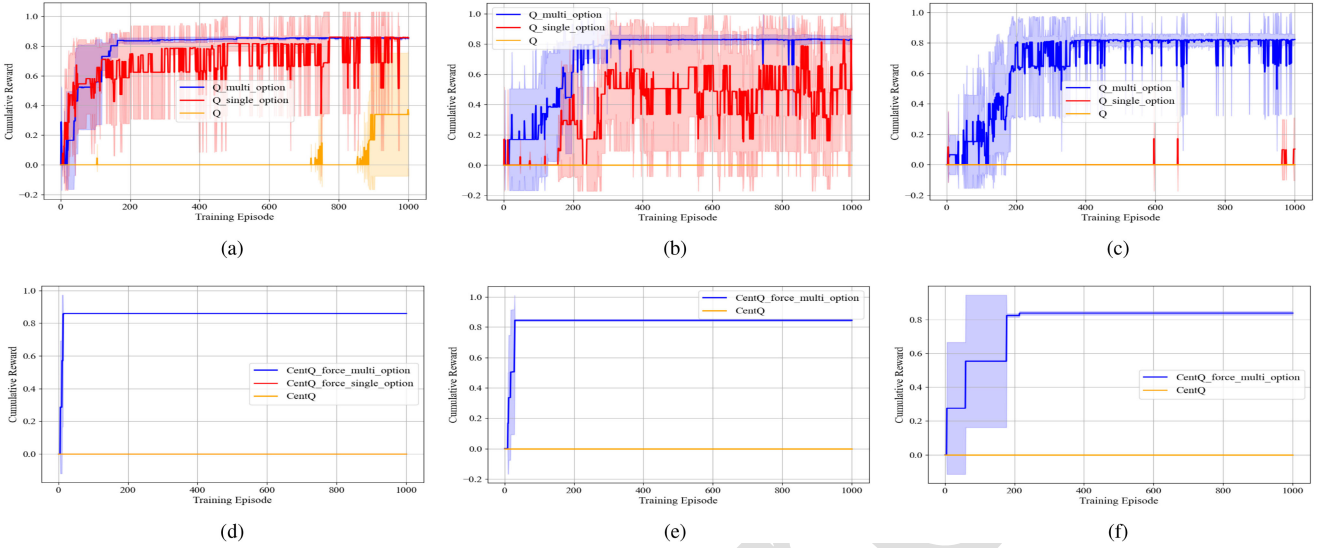 1.0
0.8
0.6
0.4
0.2
0.0
−0.2
Cumulative Reward
Q_multi_option
Q_single_option
Q
0 200 400 600 800 1000
Training Episode
(a)
1.0
0.8
0.6
0.4
0.2
0.0
−0.2
Cumulative Reward
Q_multi_option
Q_single_option
Q
0 200 400 600 800 1000
Training Episode
(b)
1.0
0.8
0.6
0.4
0.2
0.0
−0.2
Cumulative Reward
Q_multi_option
Q_single_option
Q
0 200 400 600 800 1000
Training Episode
(c)
1.0
0.8
0.6
0.4
0.2
0.0
Cumulative Reward
CentQ_force_multi_option
CentQ_force_single_option
CentQ
0 200 400 600 800 1000
Training Episode
(d)
1.0
0.8
0.6
0.4
0.2
0.0
−0.2
Cumulative Reward
CentQ_force_multi_option
CentQ
0 200 400 600 800 1000
Training Episode
(e)
0.8
0.6
0.4
0.2
0.0
Cumulative Reward
CentQ_force_multi_option
CentQ
0 200 400 600 800 1000
Training Episode
(f)